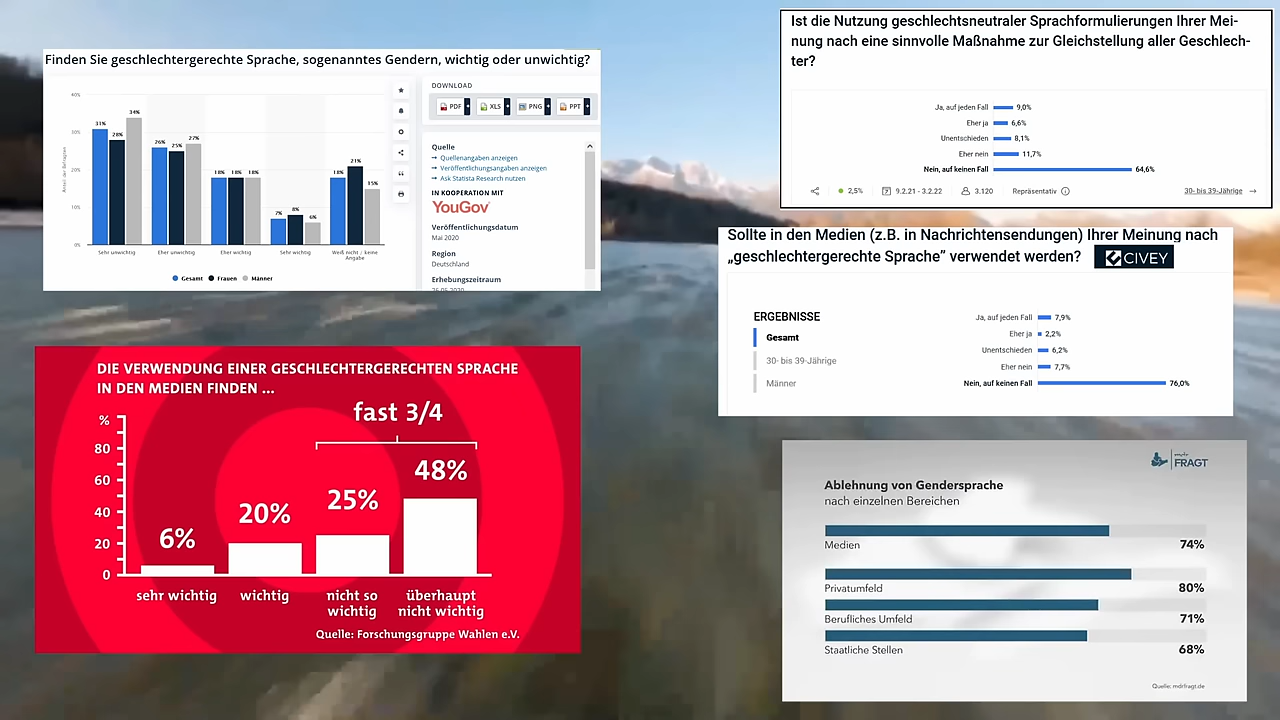 Finden Sie geschlechtergerechte Sprache, sogenanntes Gendern, wichtig oder unwichtig?
40%
30%
20%
10%
0%
31%
28%
34%
26%
25%
27%
18%
18%
18%
7%
8%
6%
18%
21%
15%
Sehr unwichtig
Eher unwichtig
Eher wichtig
Sehr wichtig
Weiß nicht / keine
Angabe
Anteil der Befragten
Gesamt Frauen Männer
DOWNLOAD
PDF + XLS + PNG + PPT +
Quelle
→ Quellenangaben anzeigen
→ Veröffentlichungsangaben anzeigen
→ Ask Statista Research nutzen
IN KOOPERATION MIT
YouGov
Veröffentlichungsdatum
Mai 2020
Region
Deutschland
Erhebungszeitraum
Ist die Nutzung geschlechtsneutraler Sprachformulierungen Ihrer Mei-
nung nach eine sinnvolle Maßnahme zur Gleichstellung aller Geschlech-
ter?
Ja, auf jeden Fall 9,0%
Eher ja 6,6%
Unentschieden 8,1%
Eher nein 11,7%
Nein, auf keinen Fall 64,6%
2,5% 9.2.21 - 3.2.22 3.120 Repräsentativ 30- bis 39-Jährige →
Sollte in den Medien (z.B. in Nachrichtensendungen) Ihrer Meinung nach
„geschlechtergerechte Sprache” verwendet werden? CIVEY
ERGEBNISSE
Gesamt
30- bis 39-Jährige
Männer
Ja, auf jeden Fall 7,9%
Eher ja 2,2%
Unentschieden 6,2%
Eher nein 7,7%
Nein, auf keinen Fall 76,0%
DIE VERWENDUNG EINER GESCHLECHTERGERECHTEN SPRACHE
IN DEN MEDIEN FINDEN ...
fast 3/4
%
80
60
40
20
0
6%
20%
25%
48%
sehr wichtig
wichtig
nicht so
wichtig
überhaupt
nicht wichtig
Quelle: Forschungsgruppe Wahlen e.V.
mdr
FRAGT
Ablehnung von Gendersprache
nach einzelnen Bereichen
Medien 74%
Privatumfeld 80%
Berufliches Umfeld 71%
Staatliche Stellen 68%
Quelle: mdrfragt.de